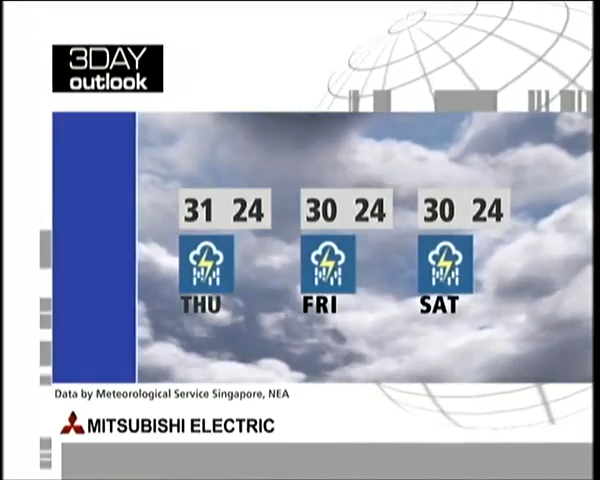 3DAY
outlook
31 24 30 24 30 24
THU FRI SAT
Data by Meteorological Service Singapore, NEA
MITSUBISHI ELECTRIC